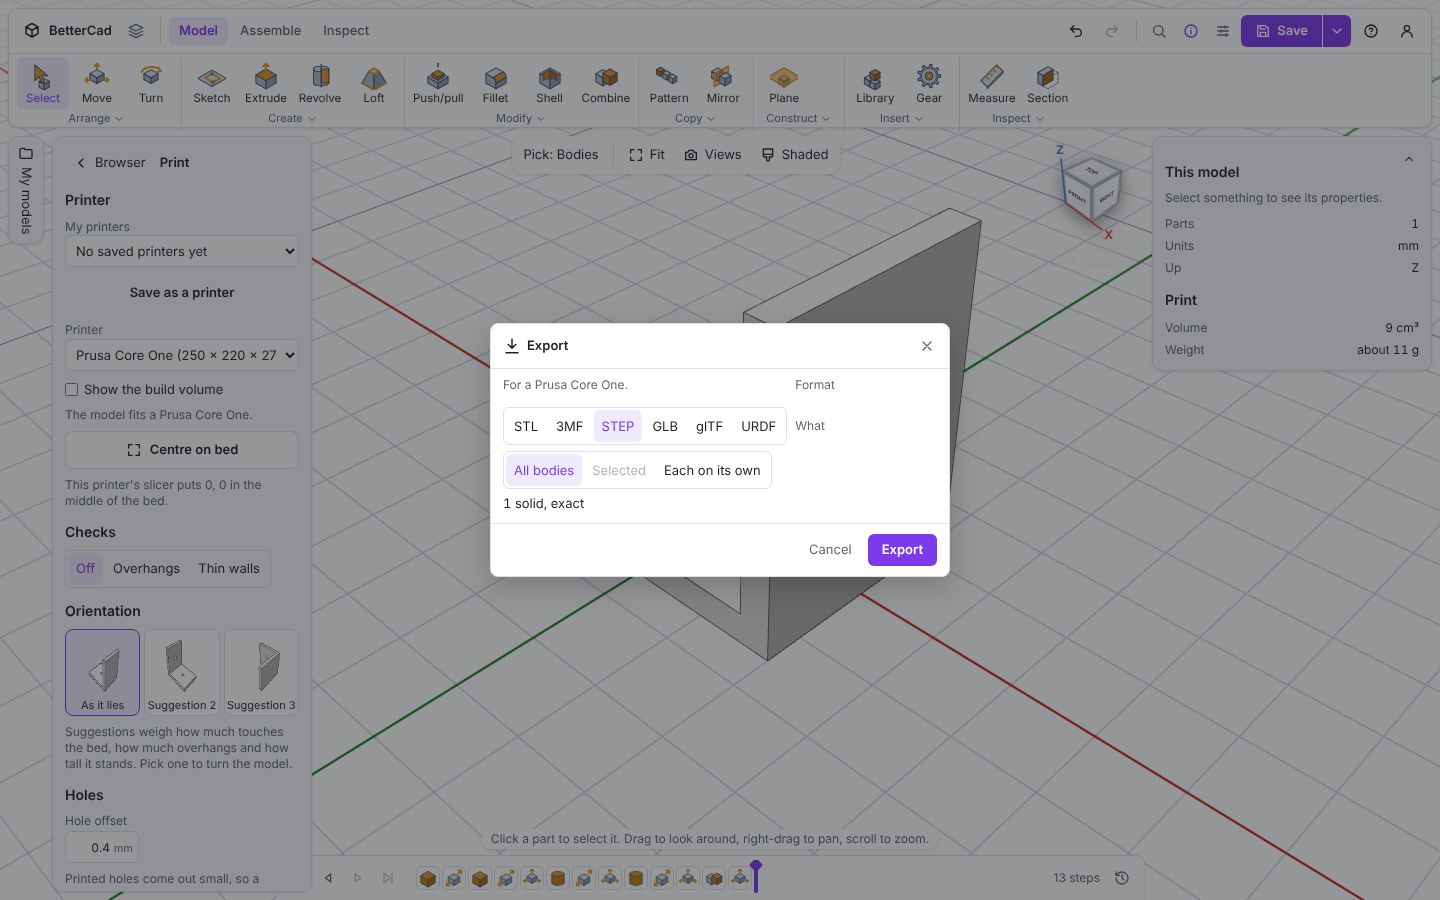 BetterCad
Model
Assemble
Inspect
Save
Select
Move
Turn
Sketch
Extrude
Revolve
Loft
Push/pull
Fillet
Shell
Combine
Pattern
Mirror
Plane
Library
Gear
Measure
Section
Arrange
Create
Modify
Copy
Construct
Insert
Inspect
My models
Browser
Print
Printer
My printers
No saved printers yet
Save as a printer
Printer
Prusa Core One (250 × 220 × 27
Show the build volume
The model fits a Prusa Core One.
Centre on bed
This printer's slicer puts 0, 0 in the
middle of the bed.
Checks
Off
Overhangs
Thin walls
Orientation
As it lies
Suggestion 2
Suggestion 3
Suggestions weigh how much touches
the bed, how much overhangs and how
tall it stands. Pick one to turn the model.
Holes
Hole offset
0.4 mm
Printed holes come out small, so a
Pick: Bodies
Fit
Views
Shaded
Z
TOP
FRONT
RIGHT
X
This model
Select something to see its properties.
Parts 1
Units mm
Up Z
Print
Volume 9 cm³
Weight about 11 g
Export
For a Prusa Core One.
Format
STL 3MF STEP GLB glTF URDF
What
All bodies Selected Each on its own
1 solid, exact
Cancel
Export
Click a part to select it. Drag to look around, right-drag to pan, scroll to zoom.
13 steps